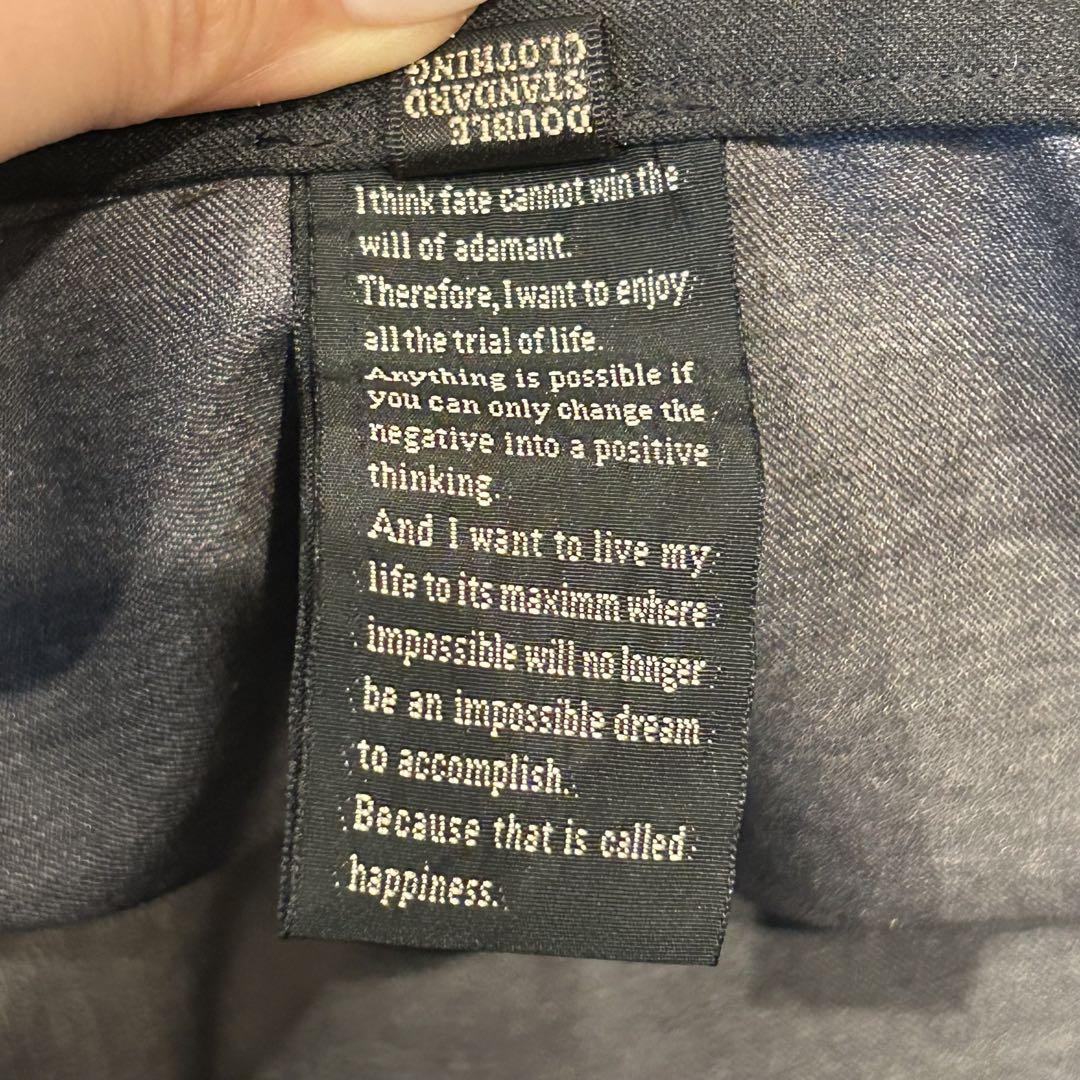 DOUBLE
STANDARD
CLOTHING
I think fate cannot win the
will of adamant.
Therefore, I want to enjoy
all the trial of life.
Anything is possible if
you can only change the
negative into a positive
thinking.
And I want to live my
life to its maximm where
impossible will no longer
be an impossible dream
to accomplish.
Because that is called
happiness.